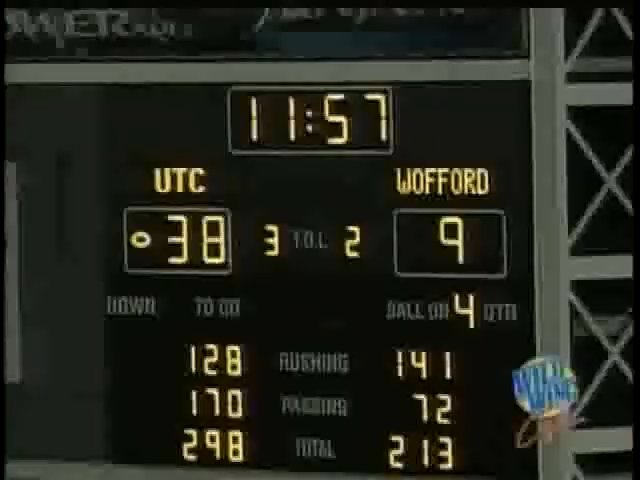 11:57
UTC WOFFORD
38 3 T.O.L 2 9
DOWN TO GO BALL ON 4 QTR
128 RUSHING 141
170 PASSING 72
298 TOTAL 213